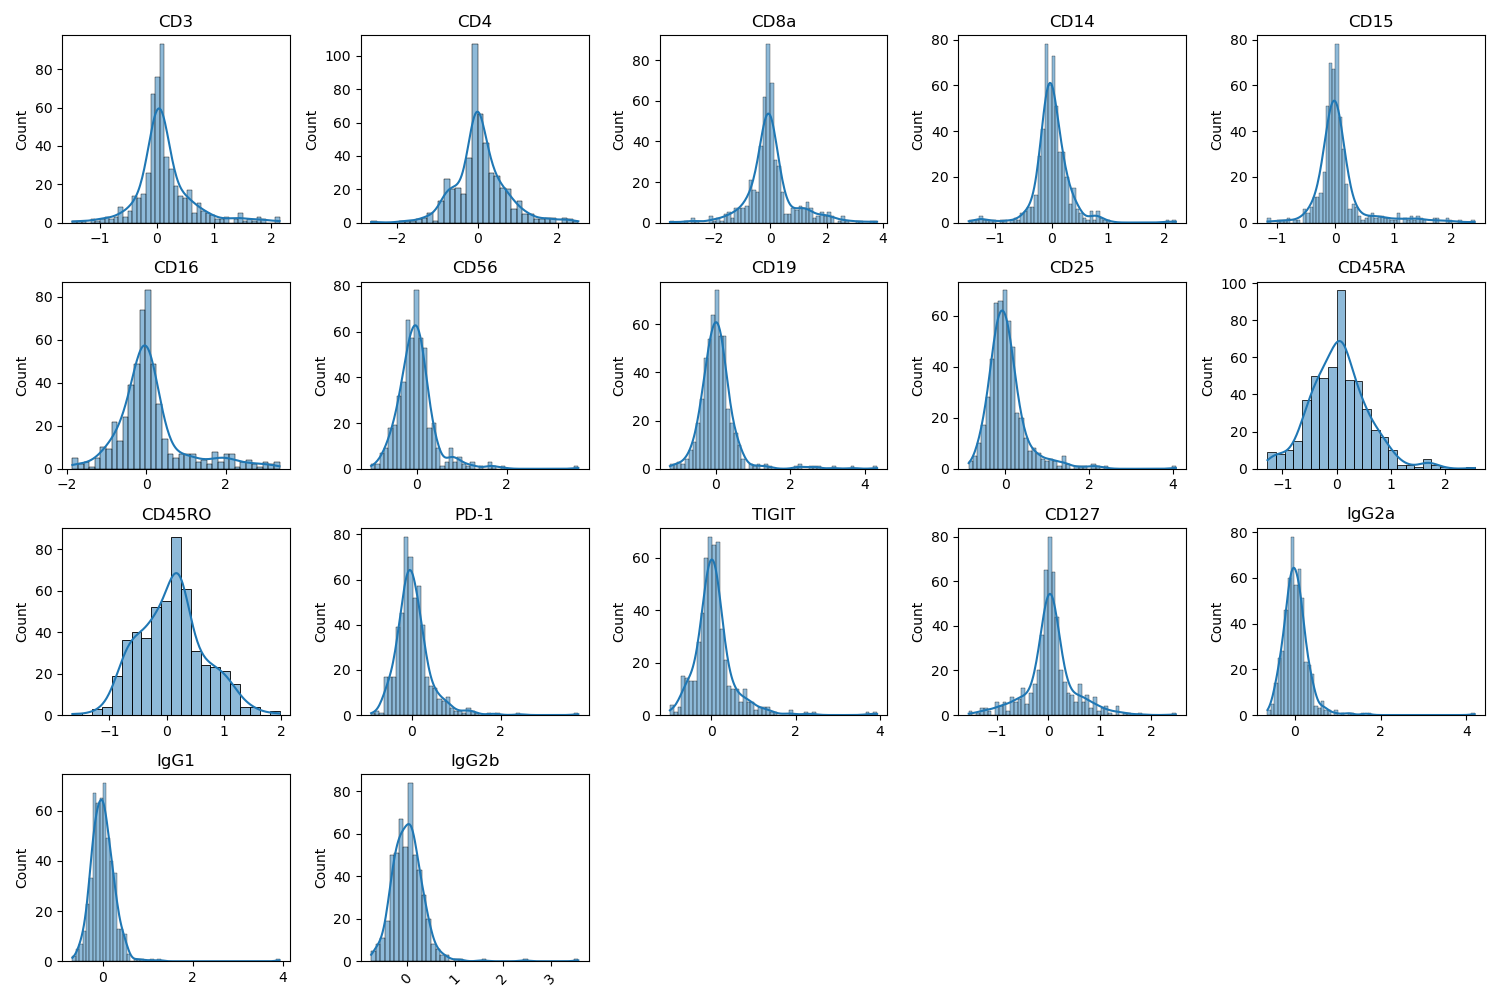 CD3 CD4 CD8a CD14 CD15
Count 0 20 40 60 80 −1 0 1 2
Count 0 20 40 60 80 100 −2 0 2
Count 0 20 40 60 80 −2 0 2 4
Count 0 20 40 60 80 −1 0 1 2
Count 0 20 40 60 80 −1 0 1 2
CD16 CD56 CD19 CD25 CD45RA
Count 0 20 40 60 80 −2 0 2
Count 0 20 40 60 80 0 2
Count 0 20 40 60 0 2 4
Count 0 20 40 60 0 2 4
Count 0 20 40 60 80 100 −1 0 1 2
CD45RO PD-1 TIGIT CD127 IgG2a
Count 0 20 40 60 80 −1 0 1 2
Count 0 20 40 60 80 0 2
Count 0 20 40 60 0 2 4
Count 0 20 40 60 80 −1 0 1 2
Count 0 20 40 60 80 0 2 4
IgG1 IgG2b
Count 0 20 40 60 0 2 4
Count 0 20 40 60 80 0 1 2 3